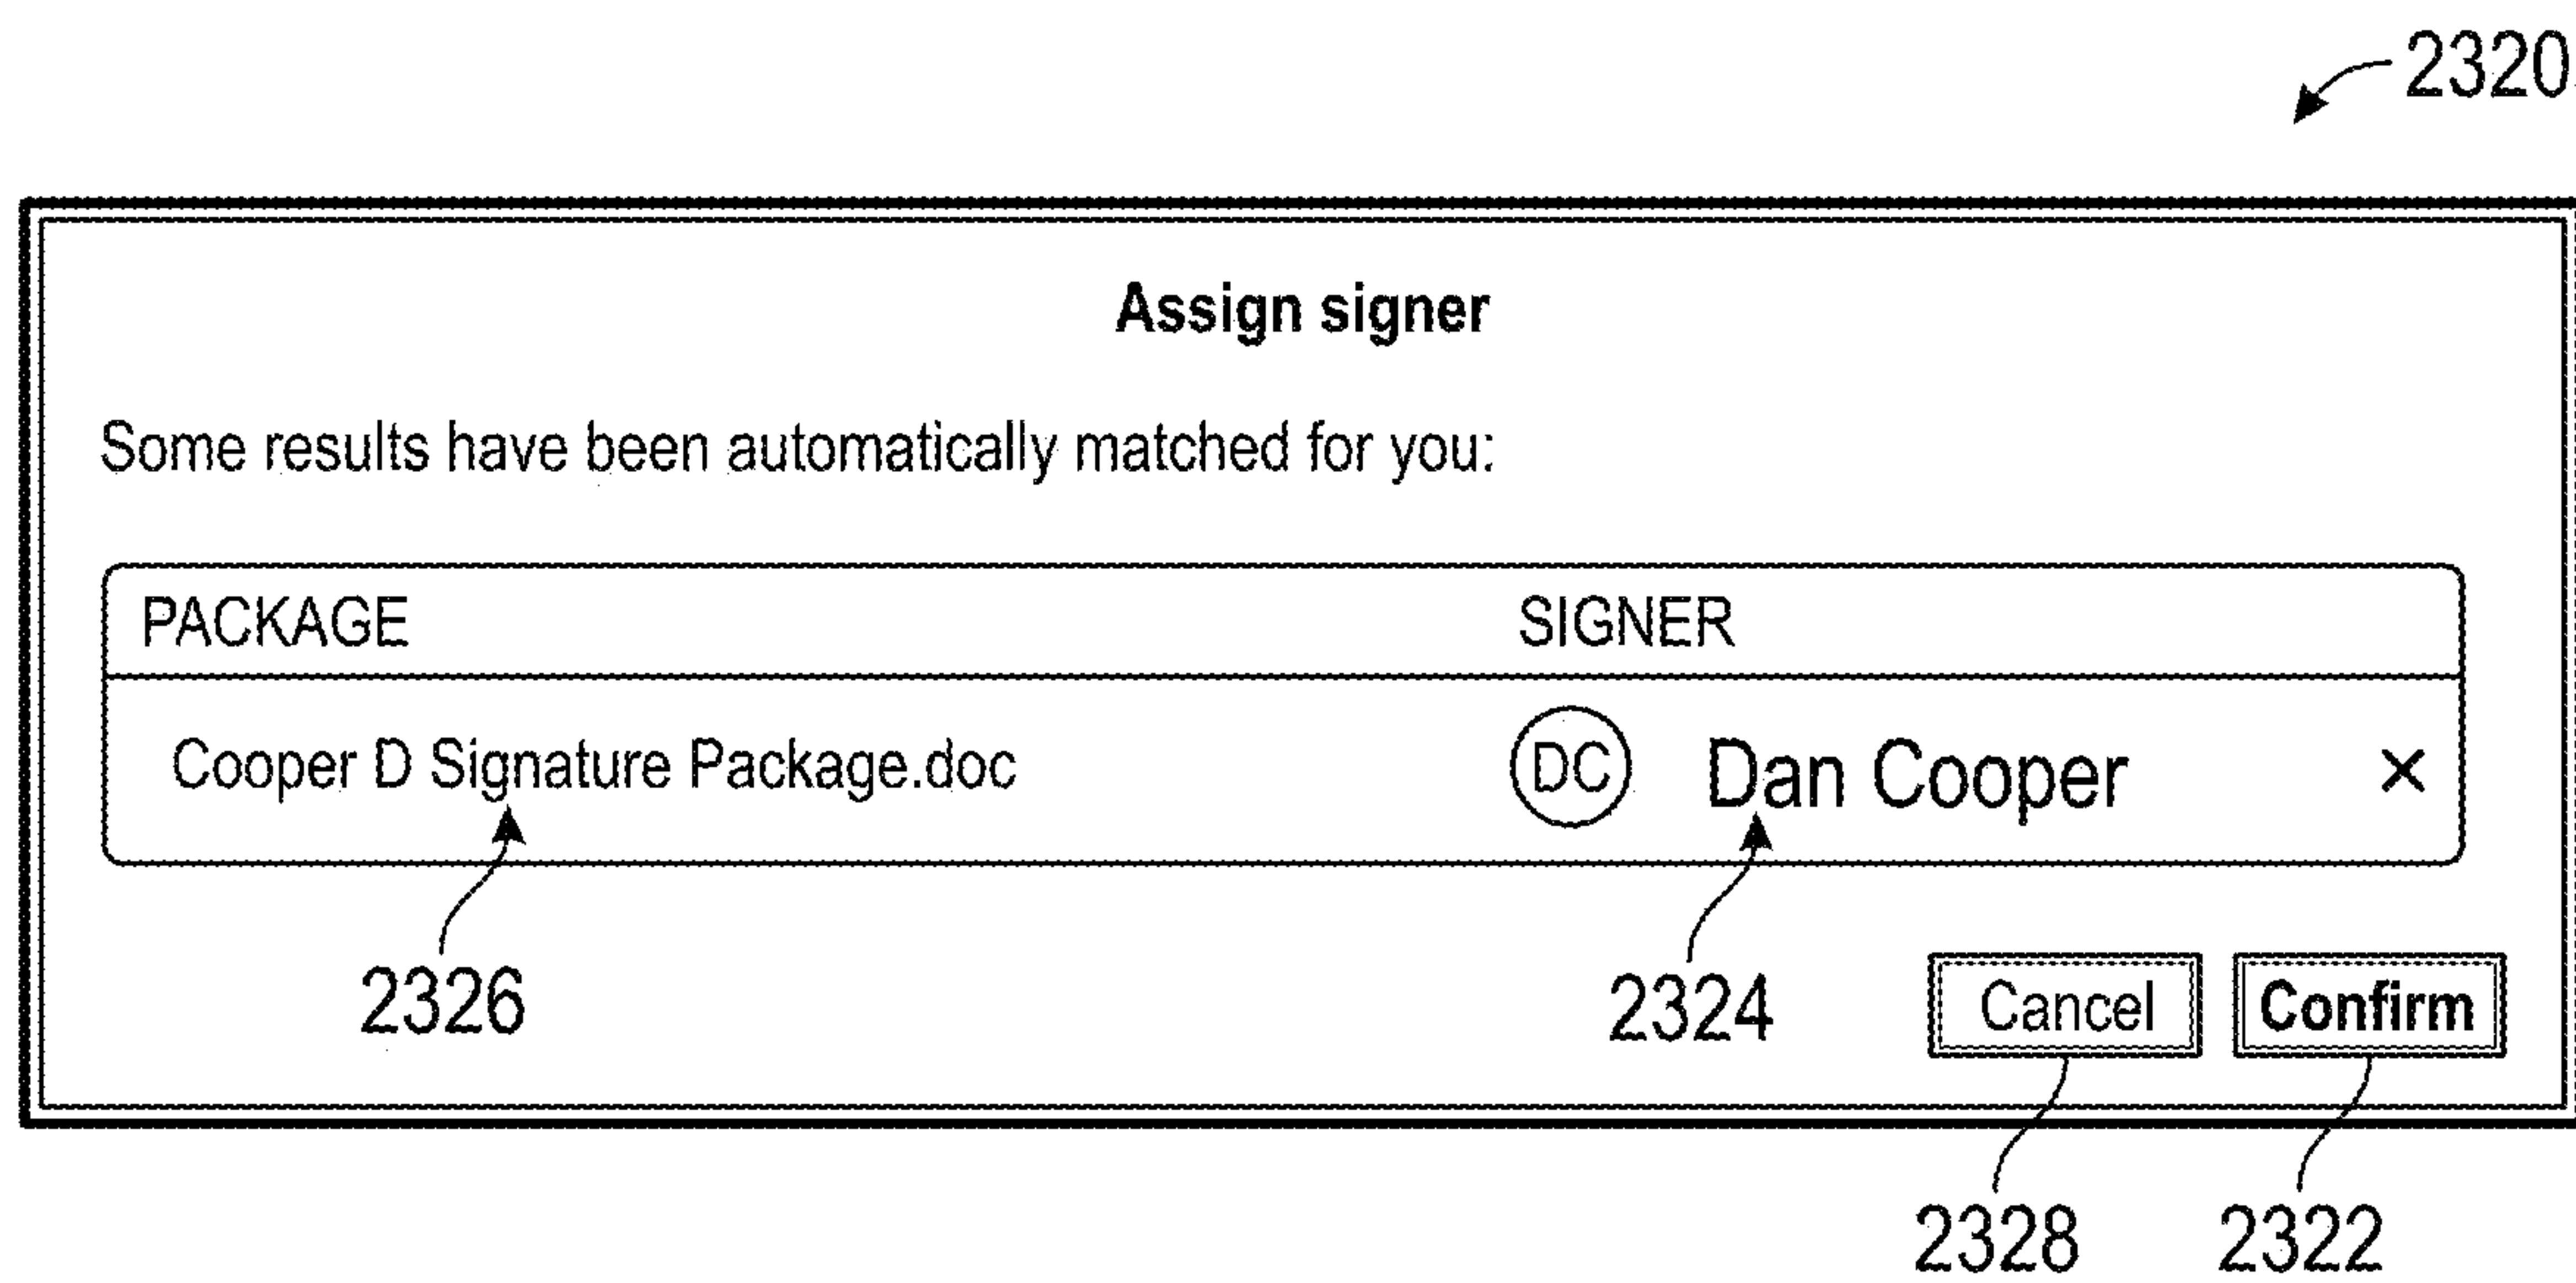 2320
Assign signer
Some results have been automatically matched for you:
PACKAGE SIGNER
Cooper D Signature Package.doc DC Dan Cooper ×
2326 2324 Cancel Confirm
2328 2322